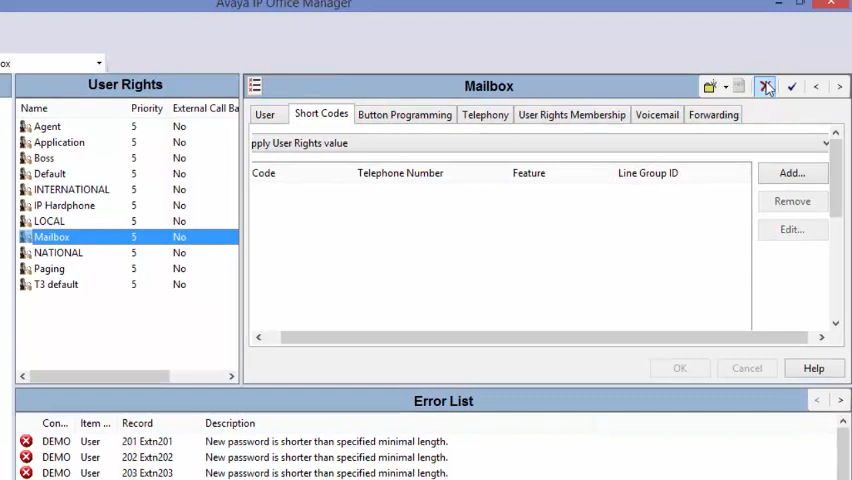 Avaya IP Office Manager
ox
User Rights
Name Priority External Call Ba
Agent 5 No
Application 5 No
Boss 5 No
Default 5 No
INTERNATIONAL 5 No
IP Hardphone 5 No
LOCAL 5 No
Mailbox 5 No
NATIONAL 5 No
Paging 5 No
T3 default 5 No
Mailbox
User Short Codes Button Programming Telephony User Rights Membership Voicemail Forwarding
pply User Rights value
Code Telephone Number Feature Line Group ID
Add...
Remove
Edit...
OK Cancel Help
Error List
Con... Item ... Record Description
DEMO User 201 Extn201 New password is shorter than specified minimal length.
DEMO User 202 Extn202 New password is shorter than specified minimal length.
DEMO User 203 Extn203 New password is shorter than specified minimal length.